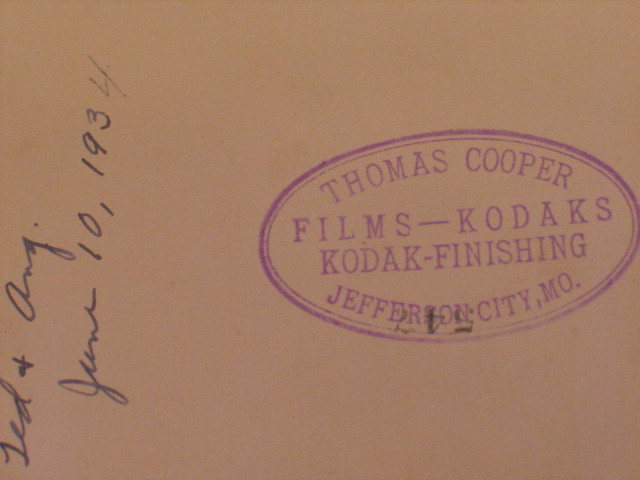 Ted + Ang.
June 10, 1934
THOMAS COOPER
FILMS—KODAKS
KODAK-FINISHING
JEFFERSON CITY, MO.